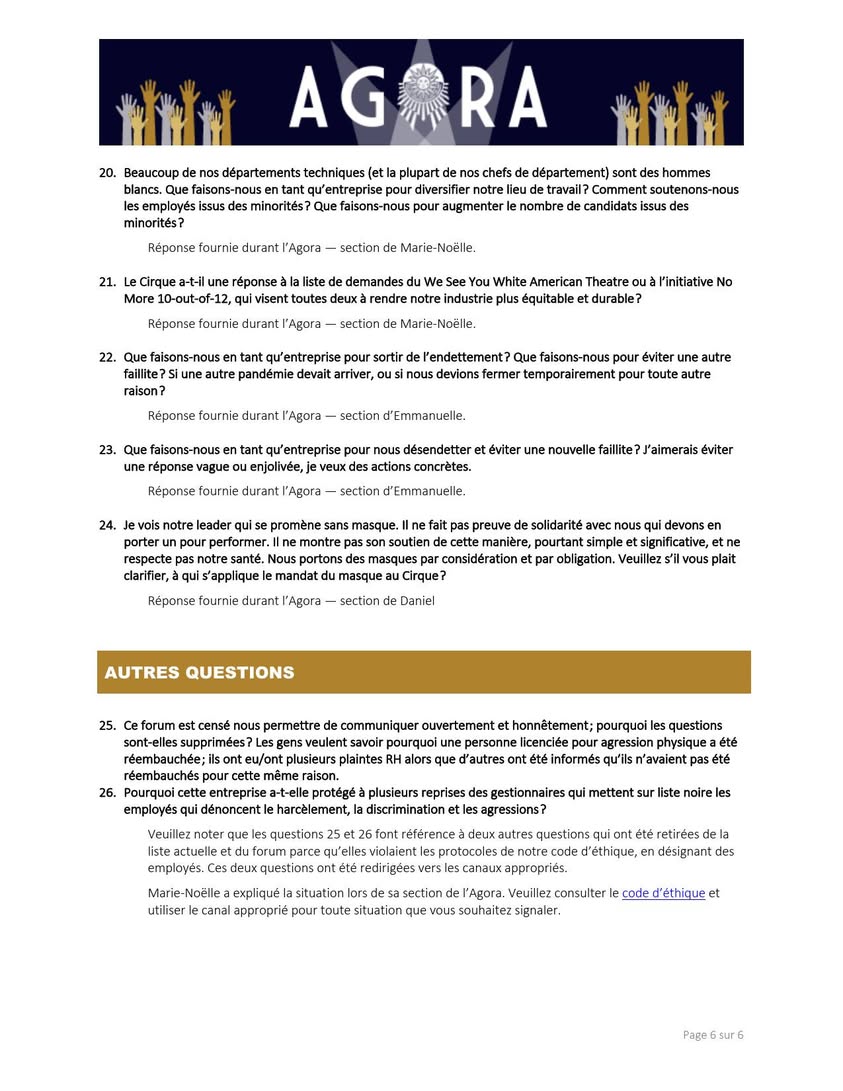 AGORA
20. Beaucoup de nos départements techniques (et la plupart de nos chefs de département) sont des hommes
blancs. Que faisons-nous en tant qu’entreprise pour diversifier notre lieu de travail ? Comment soutenons-nous
les employés issus des minorités ? Que faisons-nous pour augmenter le nombre de candidats issus des
minorités ?
Réponse fournie durant l’Agora — section de Marie-Noëlle.
21. Le Cirque a-t-il une réponse à la liste de demandes du We See You White American Theatre ou à l’initiative No
More 10-out-of-12, qui visent toutes deux à rendre notre industrie plus équitable et durable ?
Réponse fournie durant l’Agora — section de Marie-Noëlle.
22. Que faisons-nous en tant qu’entreprise pour sortir de l’endettement ? Que faisons-nous pour éviter une autre
faillite ? Si une autre pandémie devait arriver, ou si nous devions fermer temporairement pour toute autre
raison ?
Réponse fournie durant l’Agora — section d’Emmanuelle.
23. Que faisons-nous en tant qu’entreprise pour nous désendetter et éviter une nouvelle faillite ? J’aimerais éviter
une réponse vague ou enjolivée, je veux des actions concrètes.
Réponse fournie durant l’Agora — section d’Emmanuelle.
24. Je vois notre leader qui se promène sans masque. Il ne fait pas preuve de solidarité avec nous qui devons en
porter un pour performer. Il ne montre pas son soutien de cette manière, pourtant simple et significative, et ne
respecte pas notre santé. Nous portons des masques par considération et par obligation. Veuillez s’il vous plait
clarifier, à qui s’applique le mandat du masque au Cirque ?
Réponse fournie durant l’Agora — section de Daniel
AUTRES QUESTIONS
25. Ce forum est censé nous permettre de communiquer ouvertement et honnêtement ; pourquoi les questions
sont-elles supprimées ? Les gens veulent savoir pourquoi une personne licenciée pour agression physique a été
réembauchée ; ils ont eu/ont plusieurs plaintes RH alors que d’autres ont été informés qu’ils n’avaient pas été
réembauchés pour cette même raison.
26. Pourquoi cette entreprise a-t-elle protégé à plusieurs reprises des gestionnaires qui mettent sur liste noire les
employés qui dénoncent le harcèlement, la discrimination et les agressions ?
Veuillez noter que les questions 25 et 26 font référence à deux autres questions qui ont été retirées de la
liste actuelle et du forum parce qu’elles violaient les protocoles de notre code d’éthique, en désignant des
employés. Ces deux questions ont été redirigées vers les canaux appropriés.
Marie-Noëlle a expliqué la situation lors de sa section de l’Agora. Veuillez consulter le code d’éthique et
utiliser le canal approprié pour toute situation que vous souhaitez signaler.
Page 6 sur 6